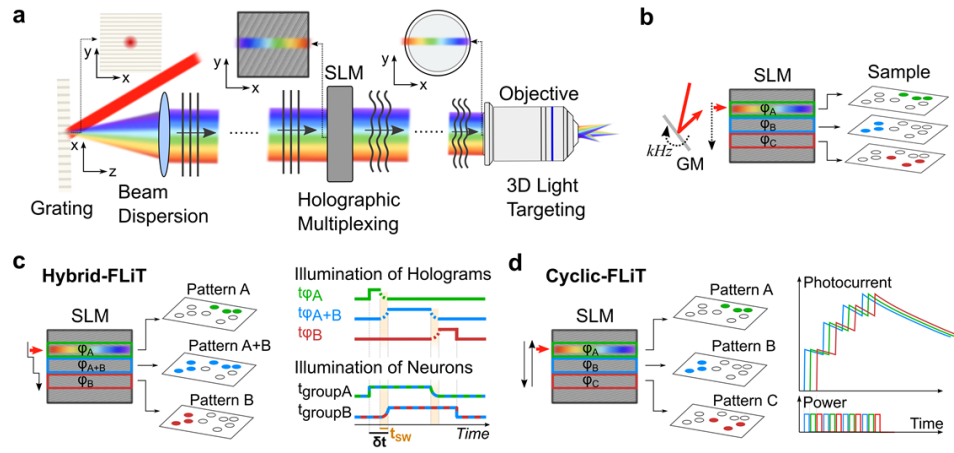 a
y
x
y
x
SLM
y
x
Objective
x
z
Grating
Beam
Dispersion
Holographic
Multiplexing
3D Light
Targeting
b
SLM
Sample
φA
φB
φC
kHz
GM
c
Hybrid-FLiT
SLM
φA
φA+B
φB
Pattern A
Pattern A+B
Pattern B
Illumination of Holograms
tφA
tφA+B
tφB
Illumination of Neurons
tgroupA
tgroupB
δt
tSW
Time
d
Cyclic-FLiT
SLM
φA
φB
φC
Pattern A
Pattern B
Pattern C
Photocurrent
Power
Time